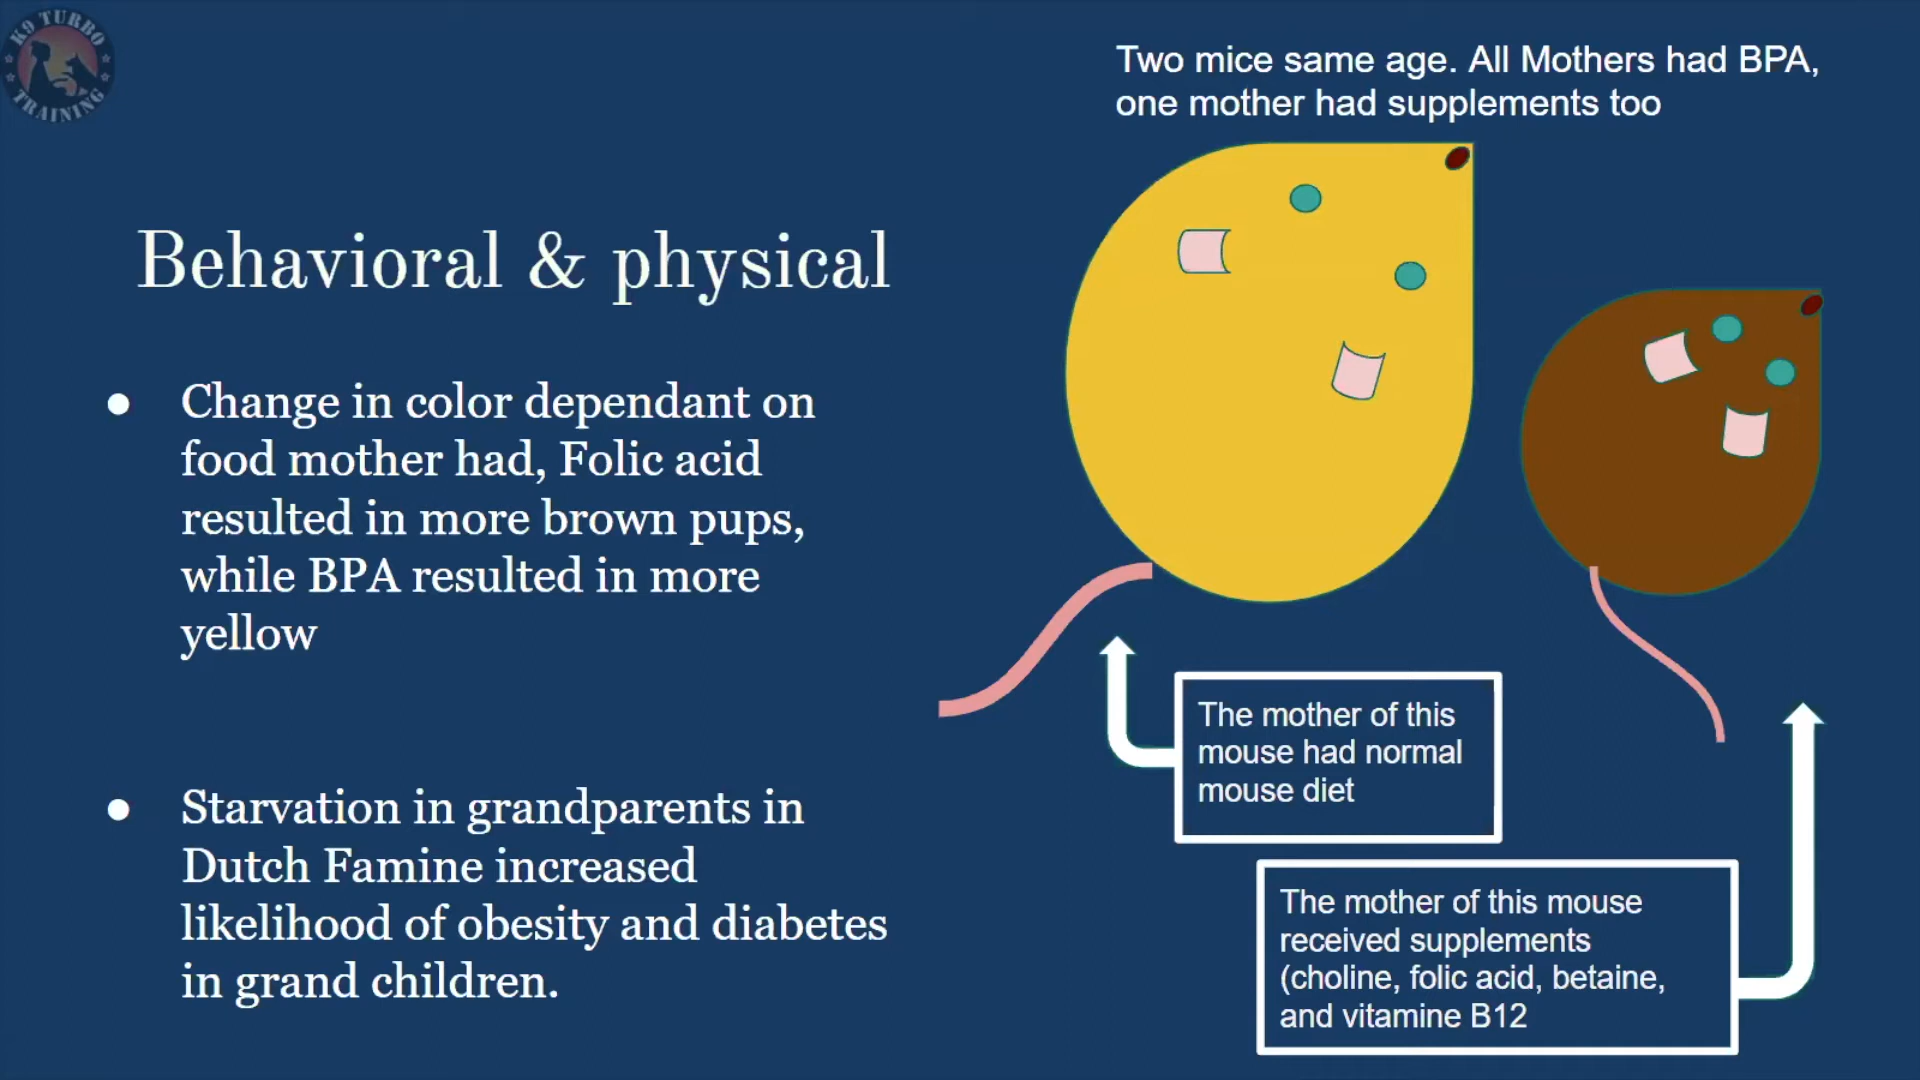 K9 TURBO
TRAINING
Two mice same age. All Mothers had BPA,
one mother had supplements too
Behavioral & physical
● Change in color dependant on
food mother had, Folic acid
resulted in more brown pups,
while BPA resulted in more
yellow
● Starvation in grandparents in
Dutch Famine increased
likelihood of obesity and diabetes
in grand children.
The mother of this
mouse had normal
mouse diet
The mother of this mouse
received supplements
(choline, folic acid, betaine,
and vitamine B12